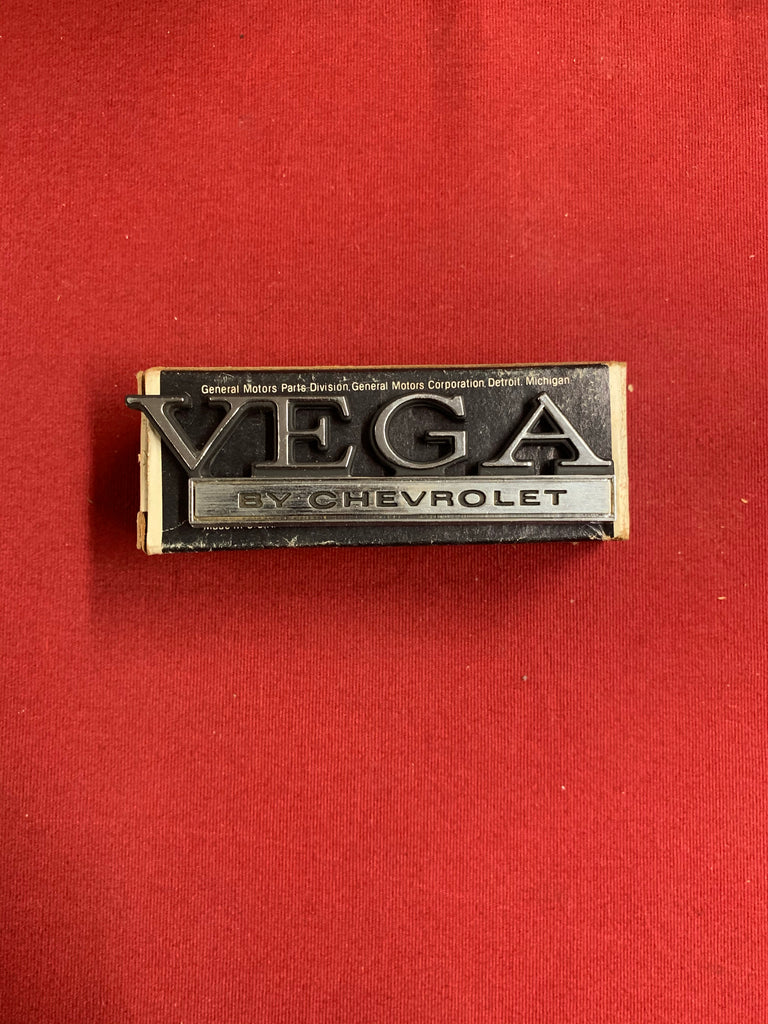 General Motors Parts Division, General Motors Corporation, Detroit, Michigan
VEGA
BY CHEVROLET